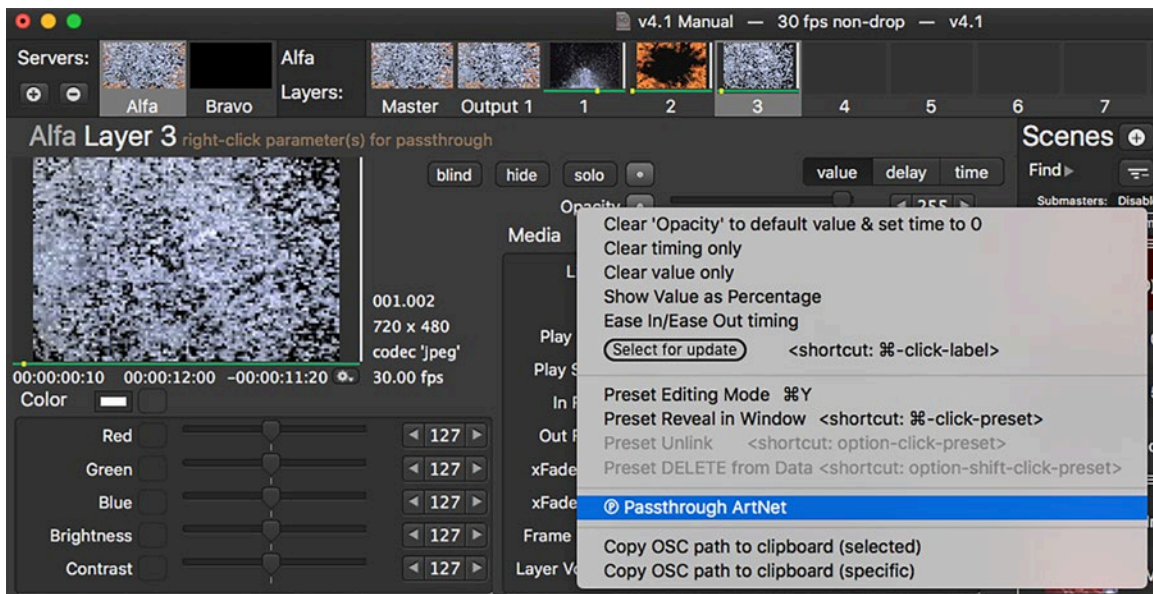 v4.1 Manual — 30 fps non-drop — v4.1
Servers:
Alfa
Bravo
Alfa
Layers:
Master
Output 1
1
2
3
4
5
6
7
Alfa Layer 3 right-click parameter(s) for passthrough
Scenes
blind
hide
solo
value
delay
time
Find
Opacity
255
Submasters:
Media
001.002
720 x 480
codec 'jpeg'
30.00 fps
00:00:00:10
00:00:12:00
-00:00:11:20
Play
Play
In
Out
xFade
xFade
Frame
Layer
Color
Red
127
Green
127
Blue
127
Brightness
127
Contrast
127
Clear 'Opacity' to default value & set time to 0
Clear timing only
Clear value only
Show Value as Percentage
Ease In/Ease Out timing
Select for update <shortcut: ⌘-click-label>
Preset Editing Mode ⌘Y
Preset Reveal in Window <shortcut: ⌘-click-preset>
Preset Unlink <shortcut: option-click-preset>
Preset DELETE from Data <shortcut: option-shift-click-preset>
Ⓟ Passthrough ArtNet
Copy OSC path to clipboard (selected)
Copy OSC path to clipboard (specific)